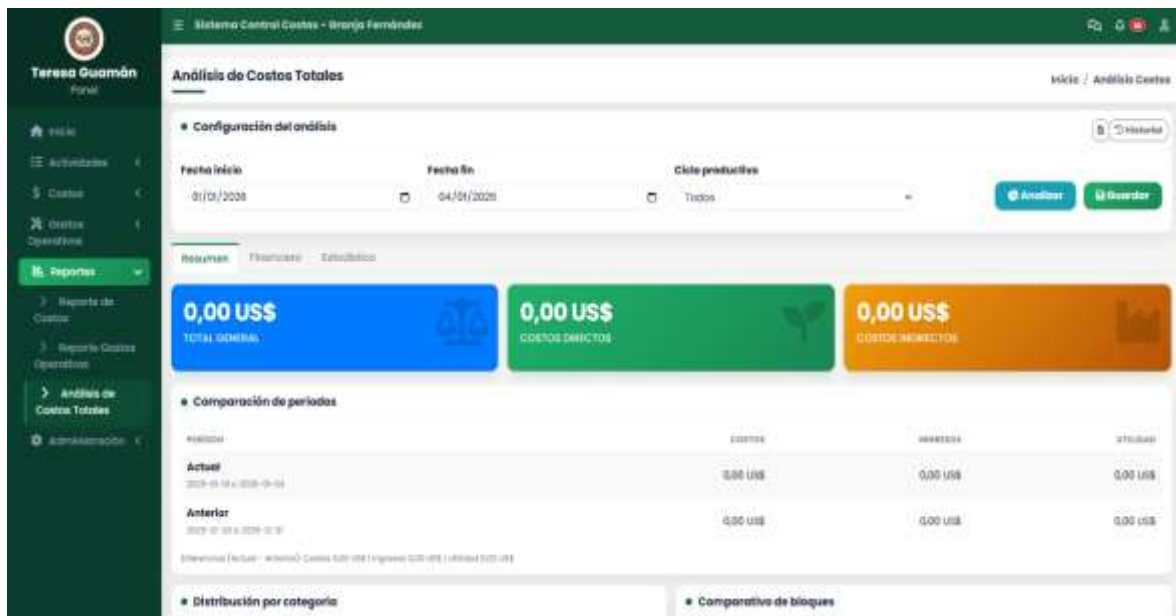 Sistema Control Costos - Granja Fernández
Teresa Guamán
Panel
Inicio
Actividades
$ Costos
Gastos
Operativos
Reportes
Reporte de
Costos
Reporte Gastos
Operativos
Análisis de
Costos Totales
Administración
Análisis de Costos Totales
Inicio / Análisis Costos
Configuración del análisis
Historial
Fecha inicio
Fecha fin
Ciclo productivo
01/01/2026
04/01/2026
Todos
Analizar
Guardar
Resumen
Financiero
Estadístico
0,00 US$
TOTAL GENERAL
0,00 US$
COSTOS DIRECTOS
0,00 US$
COSTOS INDIRECTOS
Comparación de periodos
PERIODO
COSTOS
INGRESOS
UTILIDAD
Actual
0,00 US$
0,00 US$
0,00 US$
Anterior
0,00 US$
0,00 US$
0,00 US$
Distribución por categoría
Comparativo de bloques